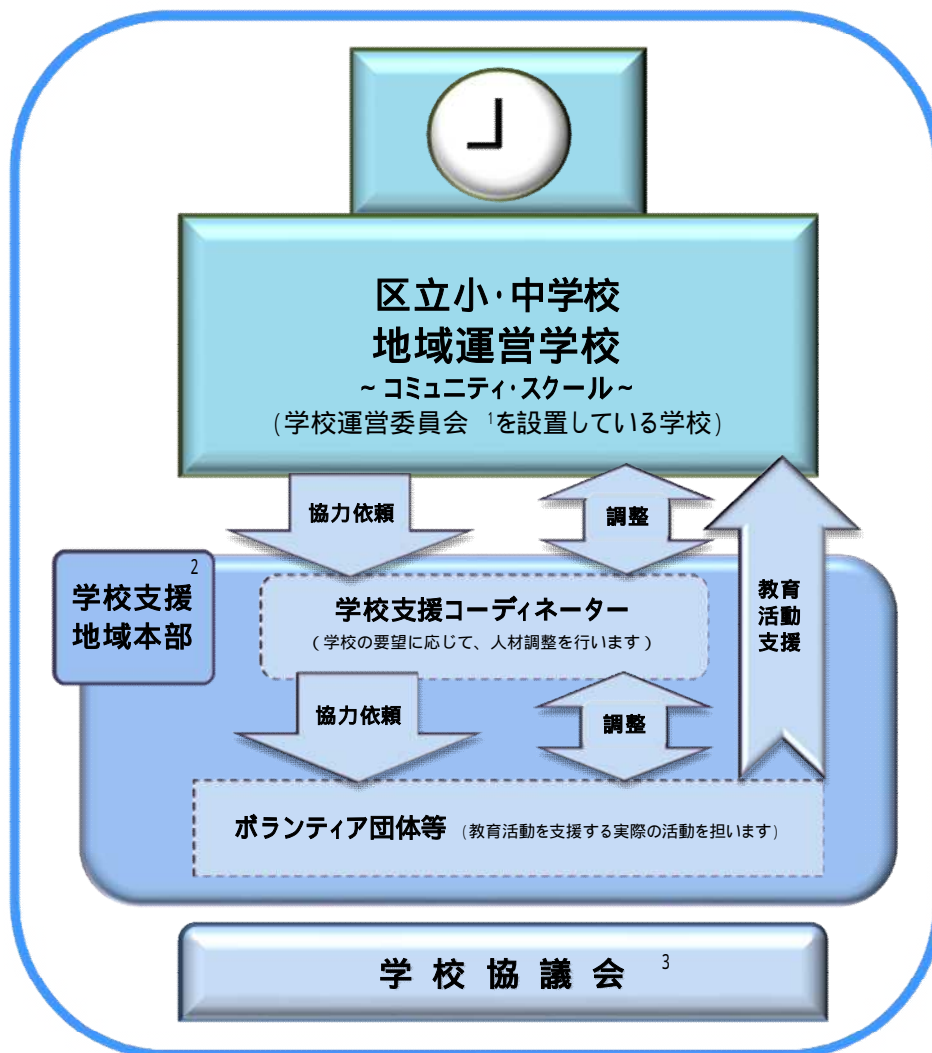 区立小・中学校
地域運営学校
~コミュニティ・スクール~
(学校運営委員会 1を設置している学校)
協力依頼
調整
教育
活動
支援
学校支援 2
地域本部
学校支援コーディネーター
(学校の要望に応じて、人材調整を行います)
協力依頼
調整
ボランティア団体等 (教育活動を支援する実際の活動を担います)
学校協議会 3